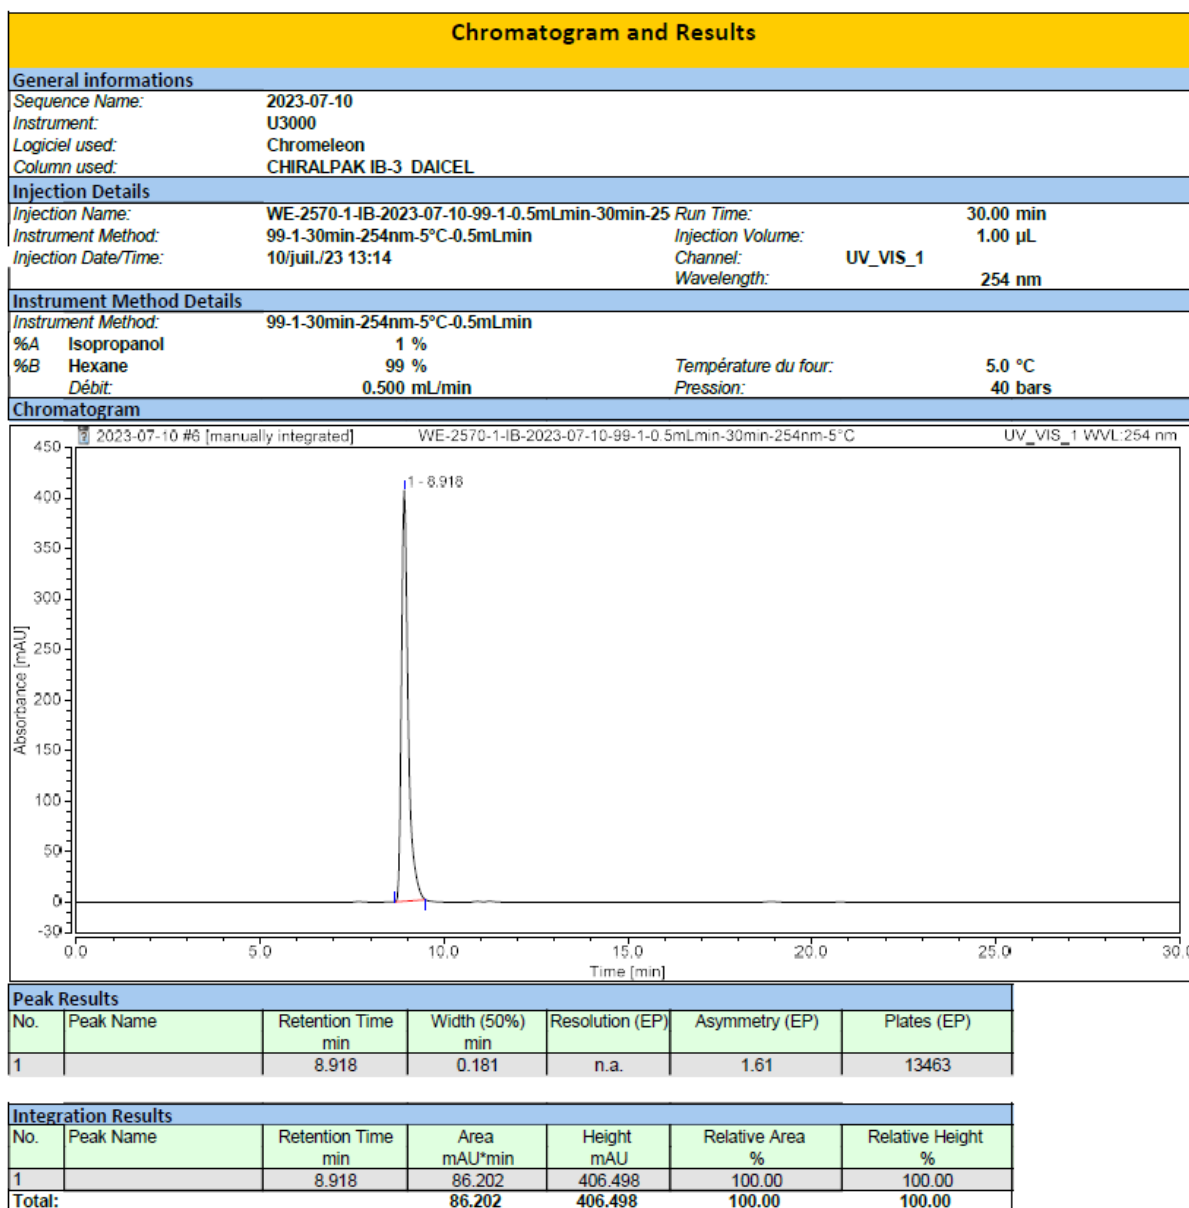 Chromatogram and Results
General informations
Sequence Name: 2023-07-10
Instrument: U3000
Logiciel used: Chromeleon
Column used: CHIRALPAK IB-3 DAICEL
Injection Details
Injection Name: WE-2570-1-IB-2023-07-10-99-1-0.5mLmin-30min-25 Run Time: 30.00 min
Instrument Method: 99-1-30min-254nm-5°C-0.5mLmin Injection Volume: 1.00 µL
Injection Date/Time: 10/juil./23 13:14 Channel: UV_VIS_1
Wavelength: 254 nm
Instrument Method Details
Instrument Method: 99-1-30min-254nm-5°C-0.5mLmin
%A Isopropanol 1 %
%B Hexane 99 % Température du four: 5.0 °C
Débit: 0.500 mL/min Pression: 40 bars
Chromatogram
2023-07-10 #6 [manually integrated] WE-2570-1-IB-2023-07-10-99-1-0.5mLmin-30min-254nm-5°C UV_VIS_1 WVL:254 nm
450
1 - 8.918
400
350
300
250
200
150
100
50
0
-30
Absorbance [mAU]
0.0 5.0 10.0 15.0 20.0 25.0 30.0
Time [min]
Peak Results
No. Peak Name Retention Time Width (50%) Resolution (EP) Asymmetry (EP) Plates (EP)
min min
1 8.918 0.181 n.a. 1.61 13463
Integration Results
No. Peak Name Retention Time Area Height Relative Area Relative Height
min mAU*min mAU % %
1 8.918 86.202 406.498 100.00 100.00
Total: 86.202 406.498 100.00 100.00